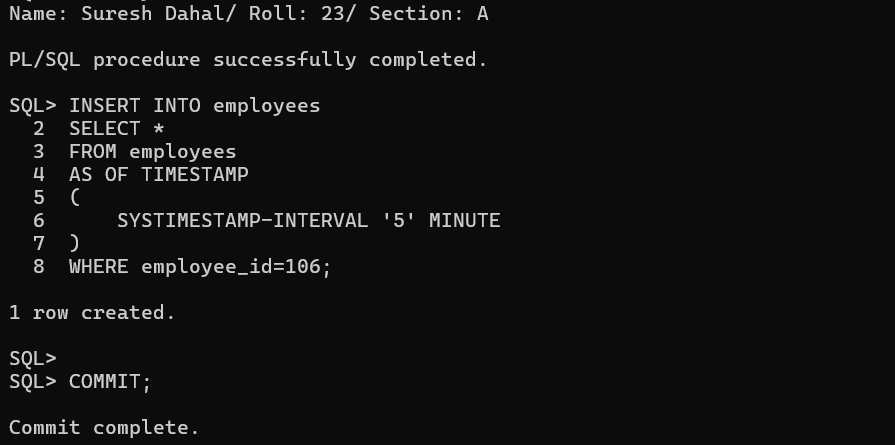 Name: Suresh Dahal/ Roll: 23/ Section: A
PL/SQL procedure successfully completed.
SQL> INSERT INTO employees
  2  SELECT *
  3  FROM employees
  4  AS OF TIMESTAMP
  5  (
  6      SYSTIMESTAMP-INTERVAL '5' MINUTE
  7  )
  8  WHERE employee_id=106;
1 row created.
SQL>
SQL> COMMIT;
Commit complete.